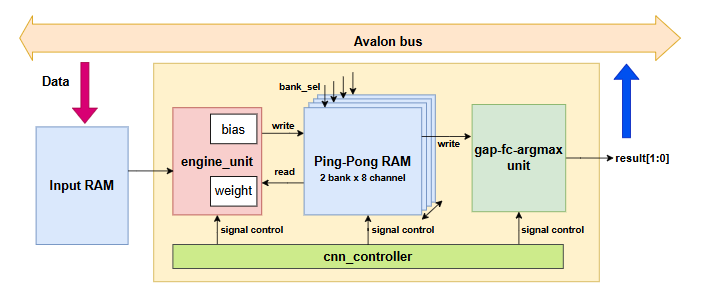 Avalon bus
Data
bank_sel
bias
write
engine_unit
Ping-Pong RAM
2 bank x 8 channel
write
gap-fc-argmax
unit
result[1:0]
Input RAM
read
weight
signal control
signal control
signal control
cnn_controller